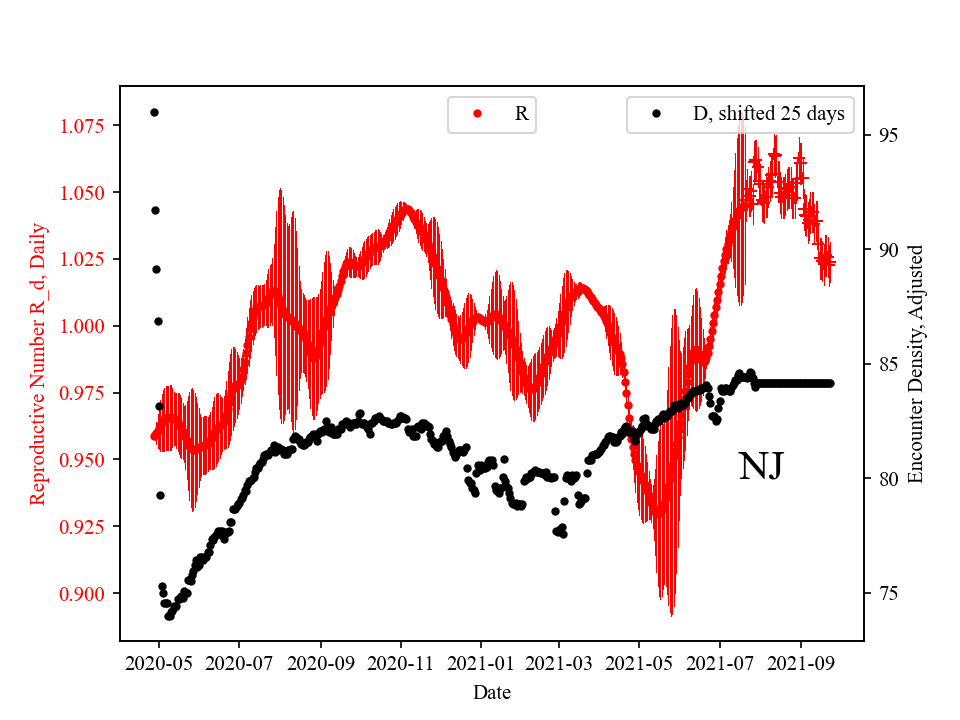 R
D, shifted 25 days
1.075
1.050
1.025
1.000
0.975
0.950
0.925
0.900
Reproductive Number R_d, Daily
95
90
85
80
75
Encounter Density, Adjusted
NJ
2020-05 2020-07 2020-09 2020-11 2021-01 2021-03 2021-05 2021-07 2021-09
Date